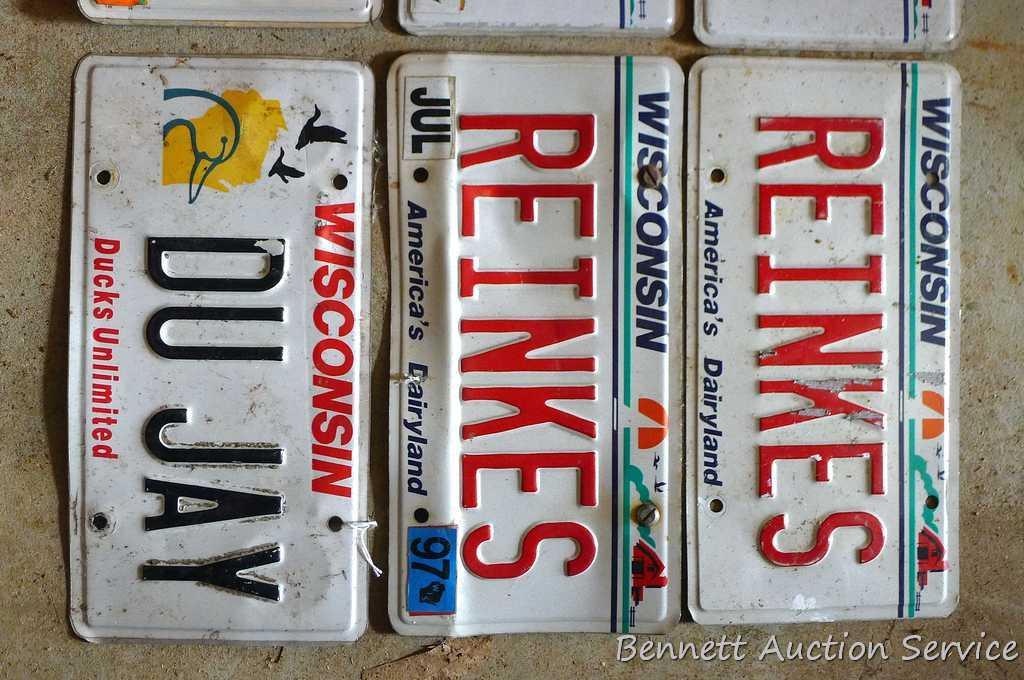 WISCONSIN
DU JAY
Ducks Unlimited
WISCONSIN
REINKES
JUL America's Dairyland 97
WISCONSIN
REINKES
America's Dairyland
Bennett Auction Service